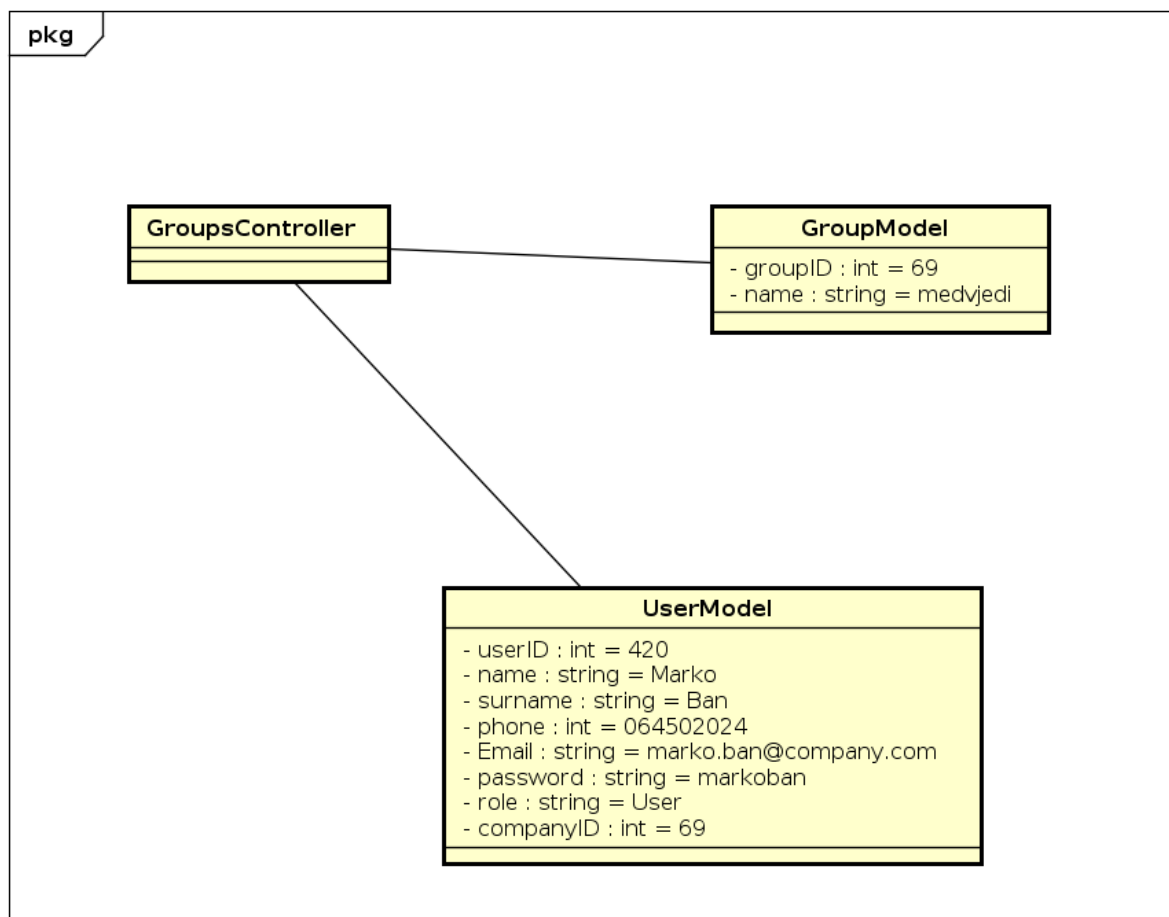 pkg
GroupsController
GroupModel
- groupID : int = 69
- name : string = medvjedi
UserModel
- userID : int = 420
- name : string = Marko
- surname : string = Ban
- phone : int = 064502024
- Email : string = marko.ban@company.com
- password : string = markoban
- role : string = User
- companyID : int = 69